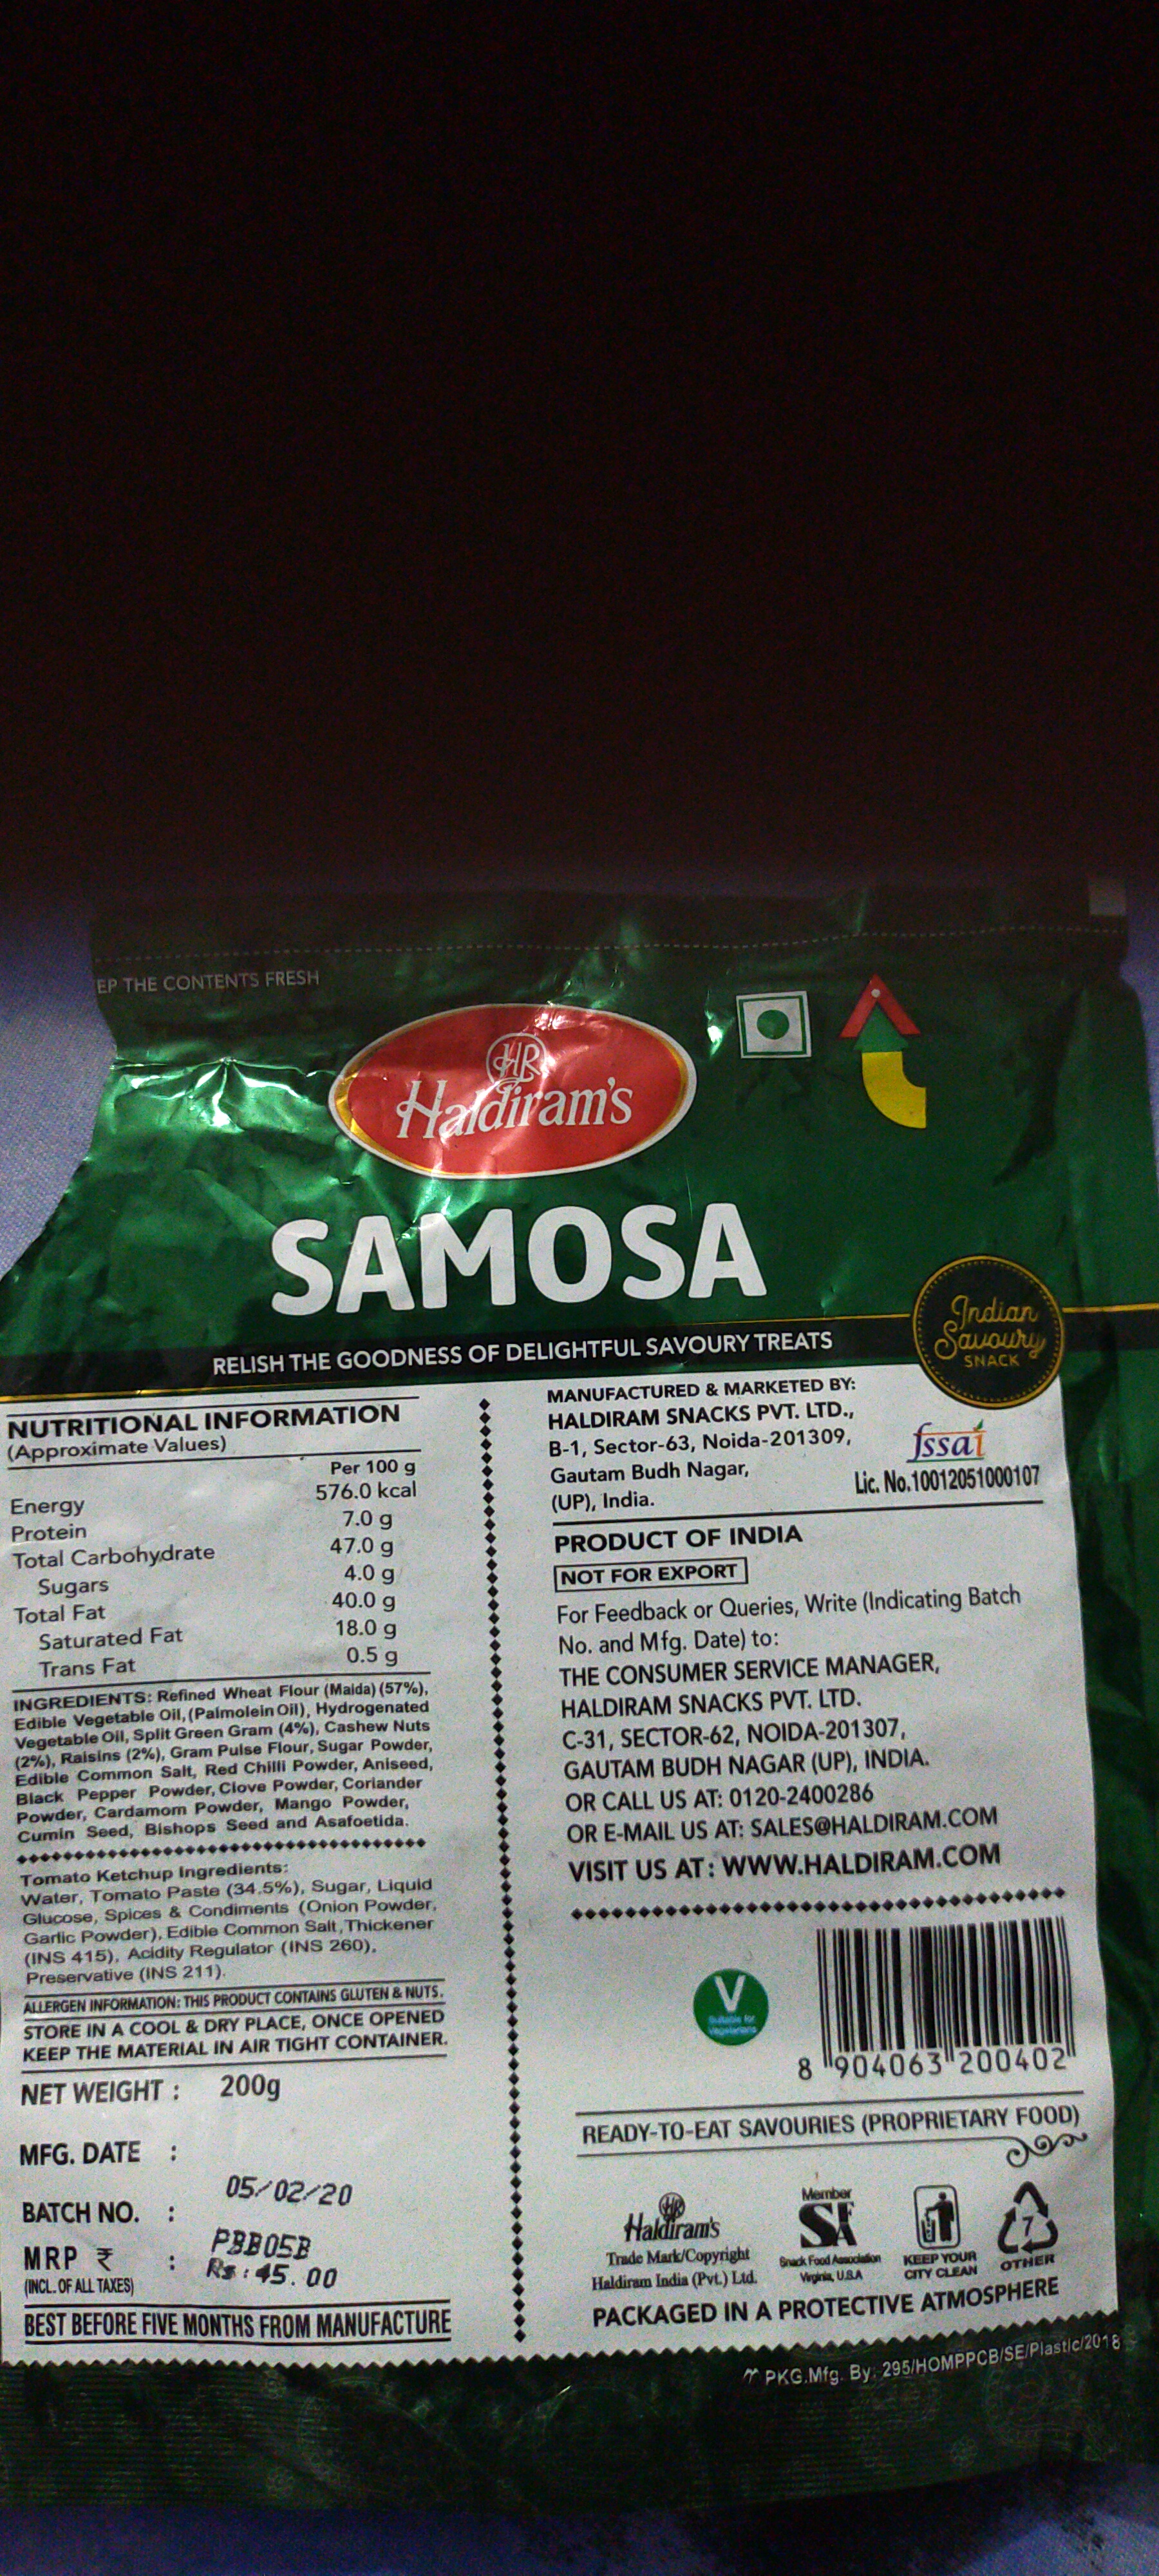 EP THE CONTENTS FRESH
HR
Haldiram's
SAMOSA
RELISH THE GOODNESS OF DELIGHTFUL SAVOURY TREATS
Indian
Savoury
SNACK
NUTRITIONAL INFORMATION
(Approximate Values)
Per 100 g
Energy 576.0 kcal
Protein 7.0 g
Total Carbohydrate 47.0 g
Sugars 4.0 g
Total Fat 40.0 g
Saturated Fat 18.0 g
Trans Fat 0.5 g
INGREDIENTS: Refined Wheat Flour (Maida) (57%),
Edible Vegetable Oil, (Palmolein Oil), Hydrogenated
Vegetable Oil, Split Green Gram (4%), Cashew Nuts
(2%), Raisins (2%), Gram Pulse Flour, Sugar Powder,
Edible Common Salt, Red Chilli Powder, Aniseed,
Black Pepper Powder, Clove Powder, Coriander
Powder, Cardamom Powder, Mango Powder,
Cumin Seed, Bishops Seed and Asafoetida.
Tomato Ketchup Ingredients:
Water, Tomato Paste (34.5%), Sugar, Liquid
Glucose, Spices & Condiments (Onion Powder,
Garlic Powder), Edible Common Salt, Thickener
(INS 415), Acidity Regulator (INS 260),
Preservative (INS 211).
ALLERGEN INFORMATION: THIS PRODUCT CONTAINS GLUTEN & NUTS.
STORE IN A COOL & DRY PLACE, ONCE OPENED
KEEP THE MATERIAL IN AIR TIGHT CONTAINER.
NET WEIGHT : 200g
MFG. DATE :
05/02/20
BATCH NO. :
PBB05B
MRP ₹ : Rs:45.00
(INCL. OF ALL TAXES)
BEST BEFORE FIVE MONTHS FROM MANUFACTURE
MANUFACTURED & MARKETED BY:
HALDIRAM SNACKS PVT. LTD.,
B-1, Sector-63, Noida-201309,
Gautam Budh Nagar,
(UP), India.
fssai
Lic. No.10012051000107
PRODUCT OF INDIA
NOT FOR EXPORT
For Feedback or Queries, Write (Indicating Batch
No. and Mfg. Date) to:
THE CONSUMER SERVICE MANAGER,
HALDIRAM SNACKS PVT. LTD.
C-31, SECTOR-62, NOIDA-201307,
GAUTAM BUDH NAGAR (UP), INDIA.
OR CALL US AT: 0120-2400286
OR E-MAIL US AT: SALES@HALDIRAM.COM
VISIT US AT: WWW.HALDIRAM.COM
V
Suitable for
Vegetarians
8 904063 200402
READY-TO-EAT SAVOURIES (PROPRIETARY FOOD)
HR
Haldiram's
Trade Mark/Copyright
Haldiram India (Pvt.) Ltd.
Member
SFA
Snack Food Association
Virginia, U.S.A
KEEP YOUR
CITY CLEAN
7
OTHER
PACKAGED IN A PROTECTIVE ATMOSPHERE
PKG.Mfg. By: 295/HOMPPCB/SE/Plastic/2018